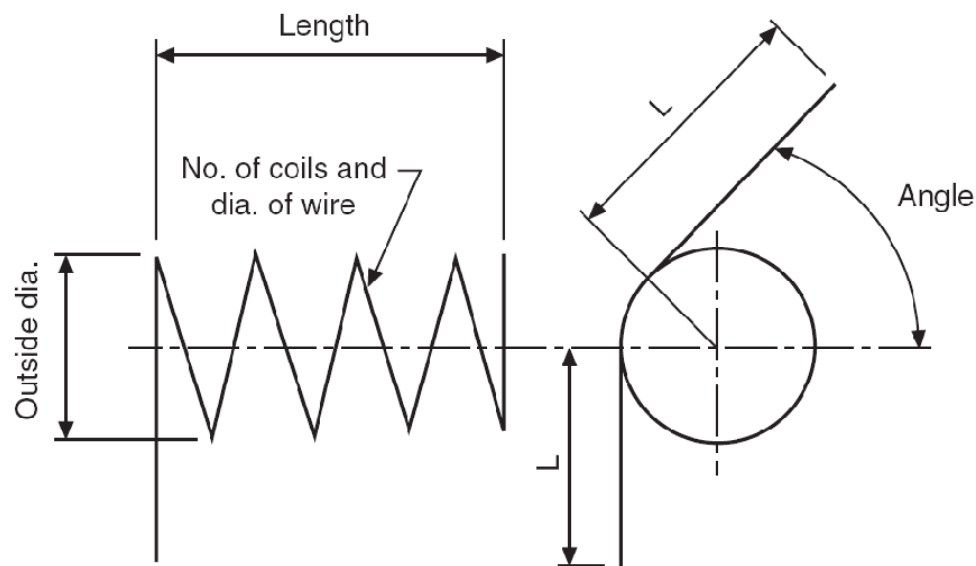 Length
L
No. of coils and
dia. of wire
Angle
Outside dia.
L